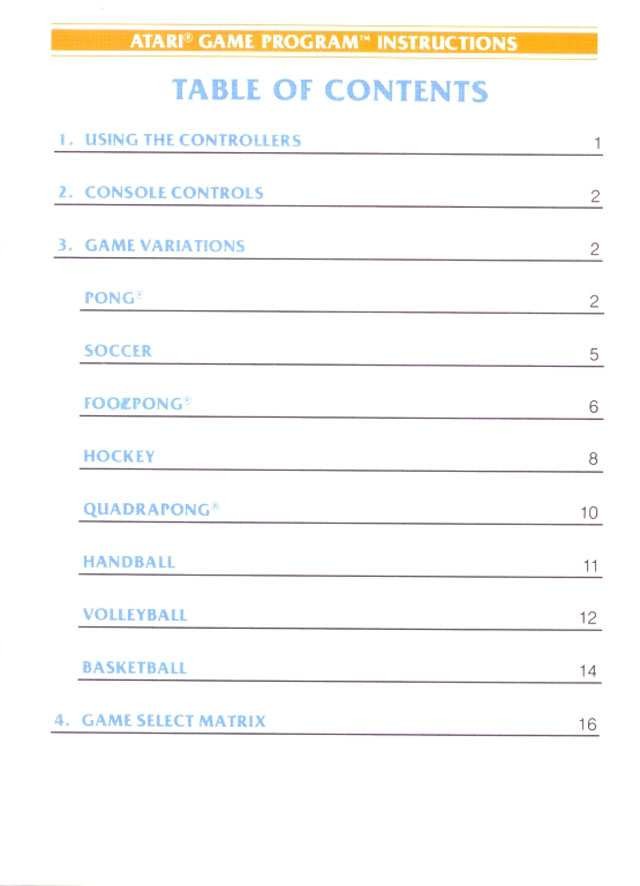 ATARI® GAME PROGRAM™ INSTRUCTIONS
TABLE OF CONTENTS
1. USING THE CONTROLLERS 1
2. CONSOLE CONTROLS 2
3. GAME VARIATIONS 2
PONG® 2
SOCCER 5
FOOZPONG® 6
HOCKEY 8
QUADRAPONG® 10
HANDBALL 11
VOLLEYBALL 12
BASKETBALL 14
4. GAME SELECT MATRIX 16